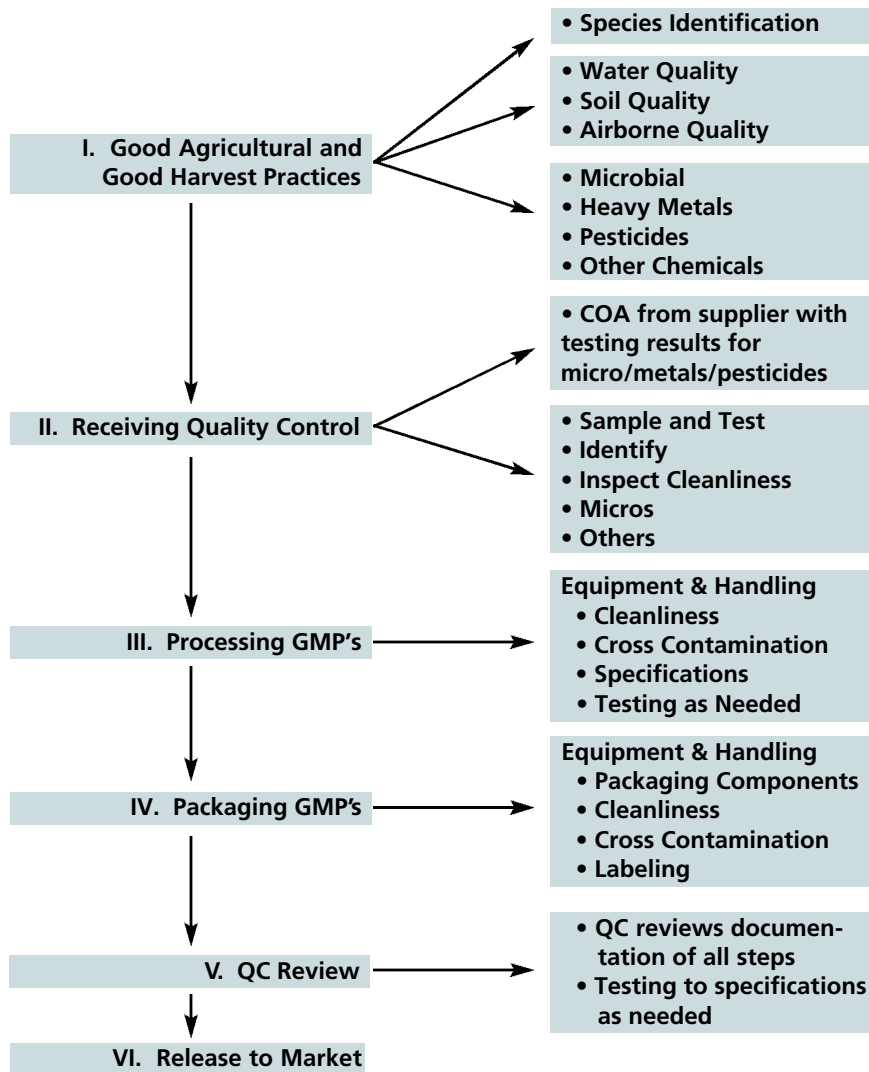 • Species Identification
• Water Quality
• Soil Quality
• Airborne Quality
I. Good Agricultural and
Good Harvest Practices
• Microbial
• Heavy Metals
• Pesticides
• Other Chemicals
• COA from supplier with
testing results for
micro/metals/pesticides
II. Receiving Quality Control
• Sample and Test
• Identify
• Inspect Cleanliness
• Micros
• Others
III. Processing GMP's
Equipment & Handling
• Cleanliness
• Cross Contamination
• Specifications
• Testing as Needed
IV. Packaging GMP's
Equipment & Handling
• Packaging Components
• Cleanliness
• Cross Contamination
• Labeling
V. QC Review
• QC reviews documen-
tation of all steps
• Testing to specifications
as needed
VI. Release to Market